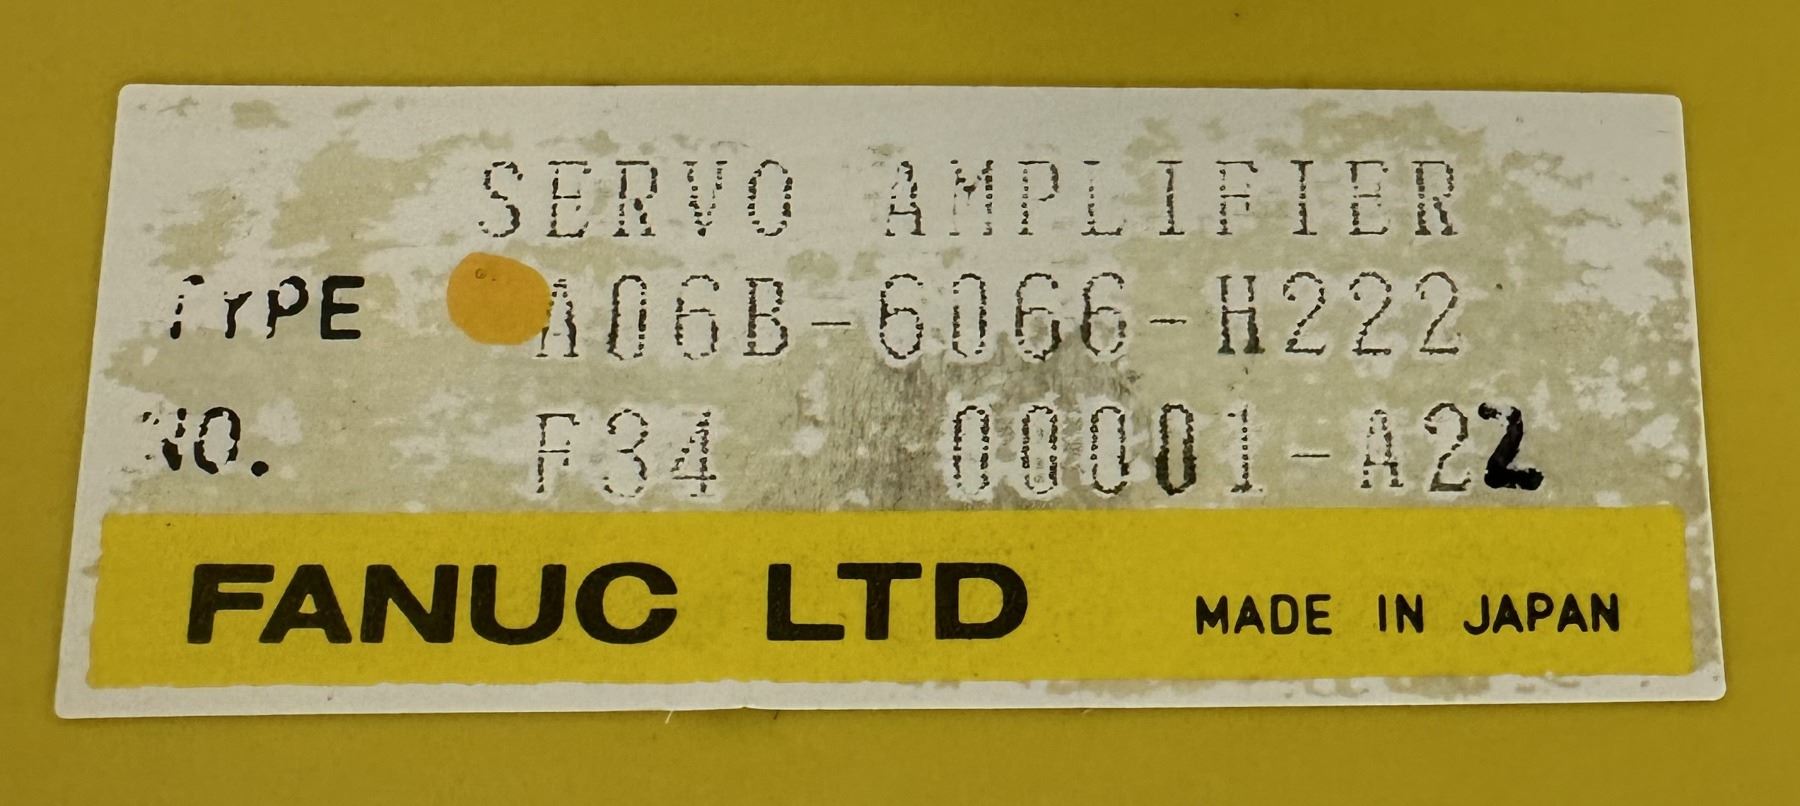 SERVO AMPLIFIER
TYPE A06B-6066-H222
NO. F34 00001-A22
FANUC LTD MADE IN JAPAN